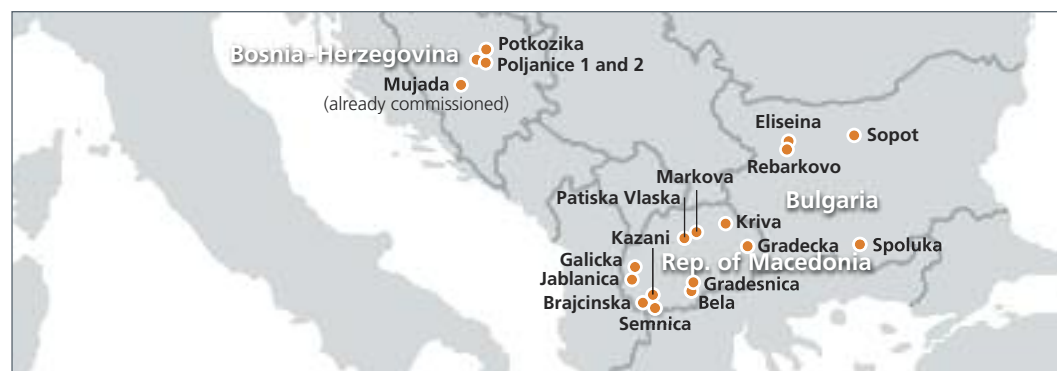 Potkozika
Bosnia-Herzegovina
Poljanice 1 and 2
Mujada
(already commissioned)
Eliseina
Sopot
Rebarkovo
Markova
Patiska Vlaska
Bulgaria
Kriva
Kazani
Gradecka
Spoluka
Galicka
Rep. of Macedonia
Jablanica
Gradesnica
Brajcinska
Bela
Semnica